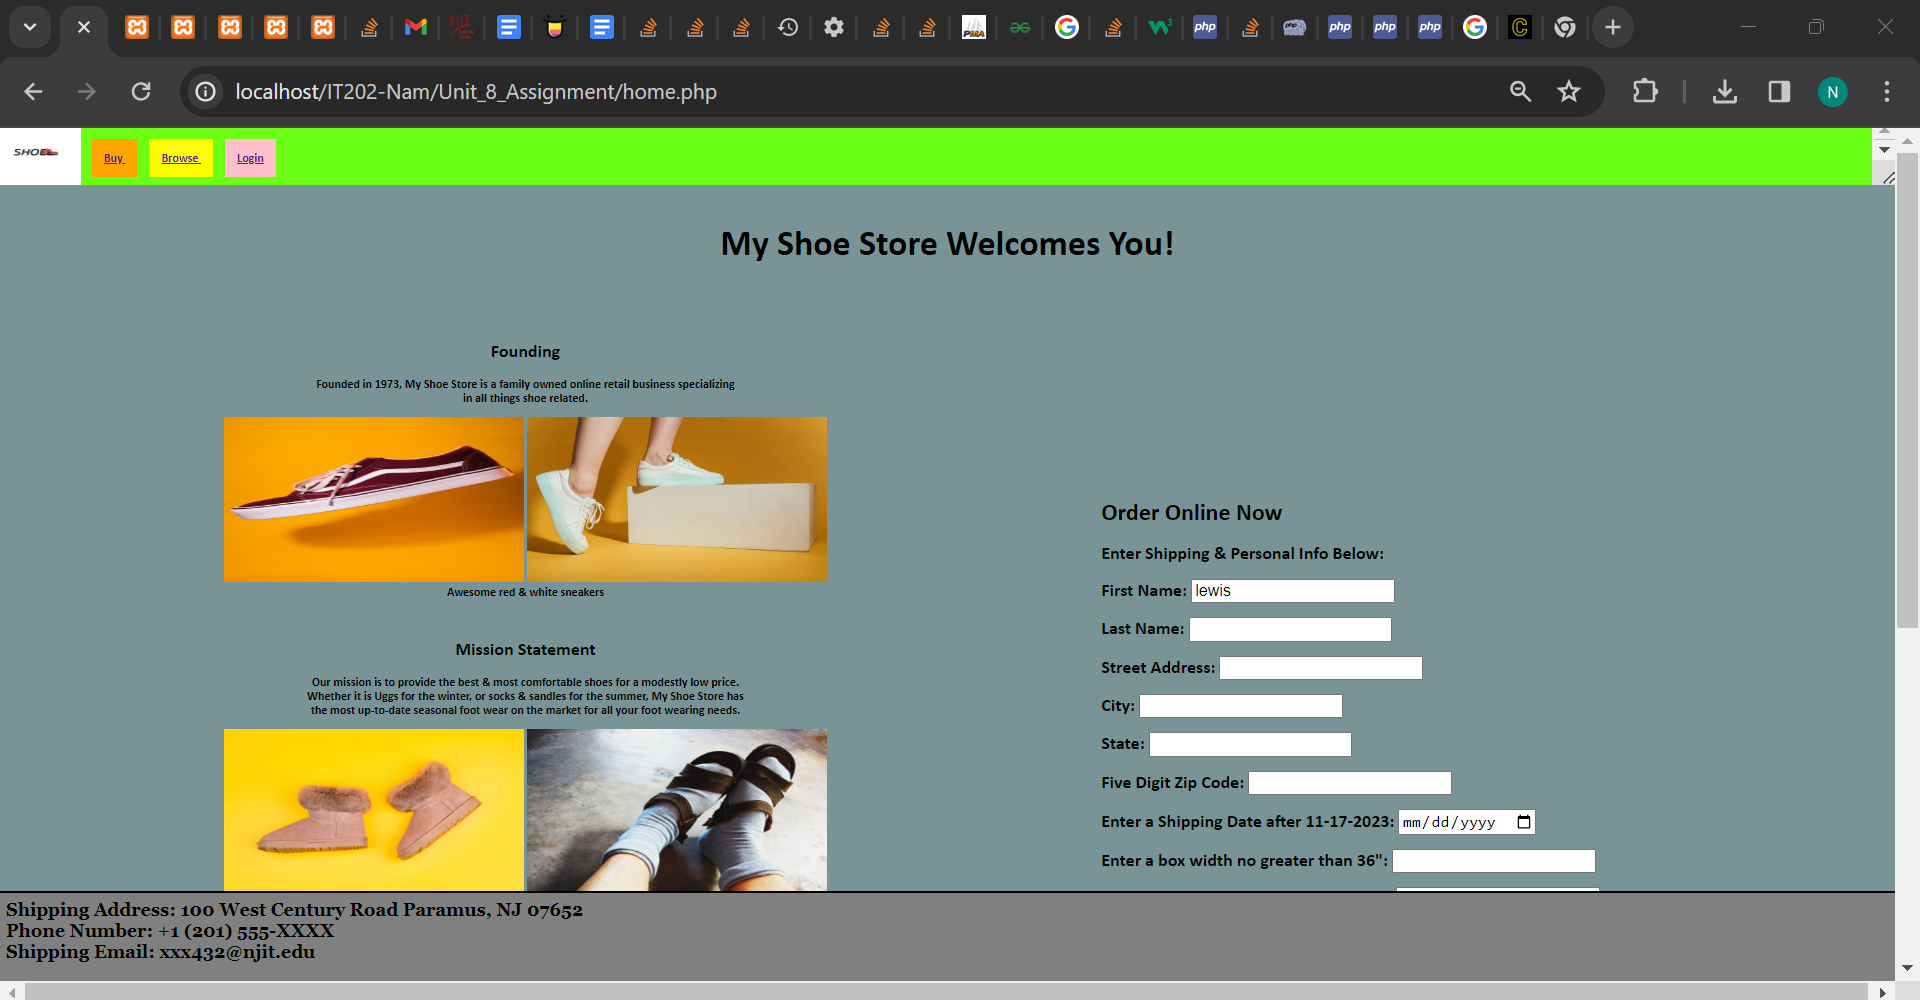 localhost/IT202-Nam/Unit_8_Assignment/home.php
N
SHOE
Buy
Browse
Login
My Shoe Store Welcomes You!
Founding
Founded in 1973, My Shoe Store is a family owned online retail business specializing
in all things shoe related.
Awesome red & white sneakers
Mission Statement
Our mission is to provide the best & most comfortable shoes for a modestly low price.
Whether it is Uggs for the winter, or socks & sandles for the summer, My Shoe Store has
the most up-to-date seasonal foot wear on the market for all your foot wearing needs.
Order Online Now
Enter Shipping & Personal Info Below:
First Name: lewis
Last Name:
Street Address:
City:
State:
Five Digit Zip Code:
Enter a Shipping Date after 11-17-2023: mm/dd/yyyy
Enter a box width no greater than 36":
Shipping Address: 100 West Century Road Paramus, NJ 07652
Phone Number: +1 (201) 555-XXXX
Shipping Email: xxx432@njit.edu